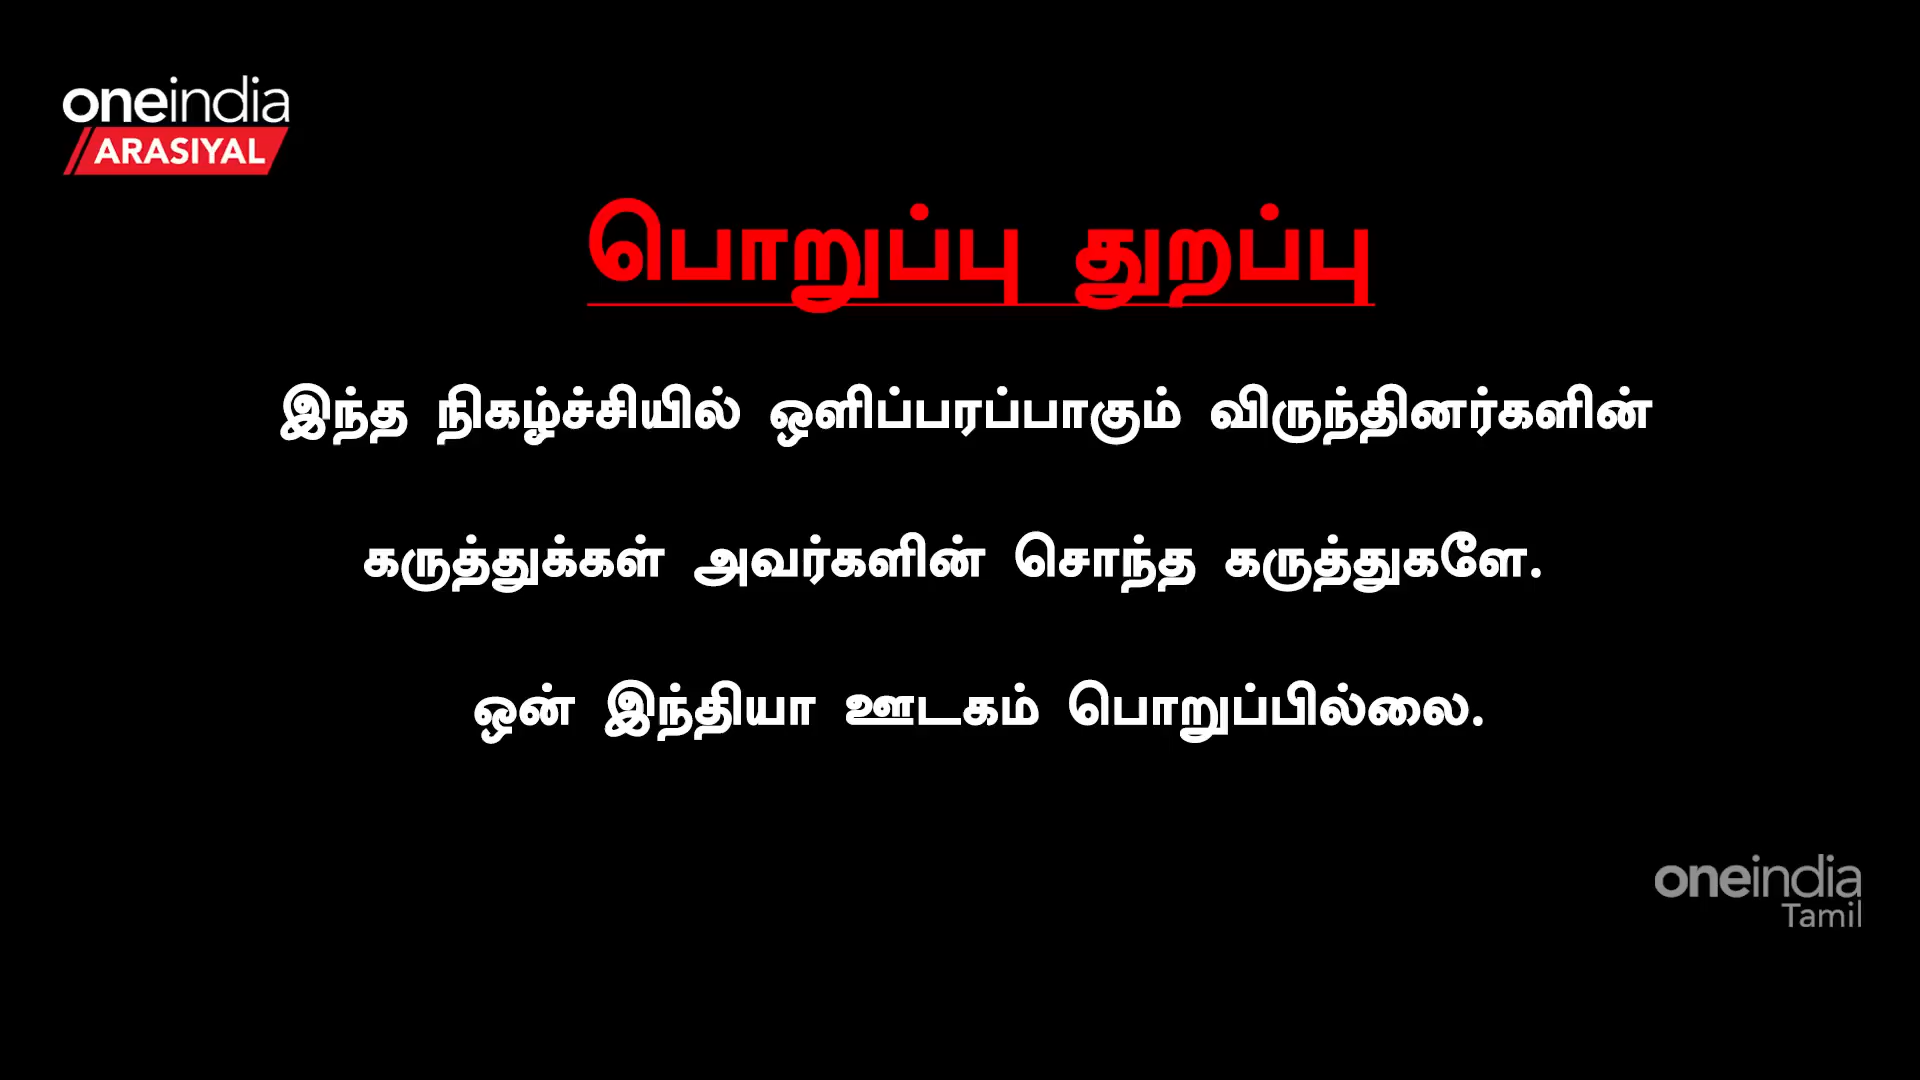 oneindia
ARASIYAL
பொறுப்பு துறப்பு
இந்த நிகழ்ச்சியில் ஒளிப்பரப்பாகும் விருந்தினர்களின்
கருத்துக்கள் அவர்களின் சொந்த கருத்துகளே.
ஒன் இந்தியா ஊடகம் பொறுப்பில்லை.
oneindia
Tamil